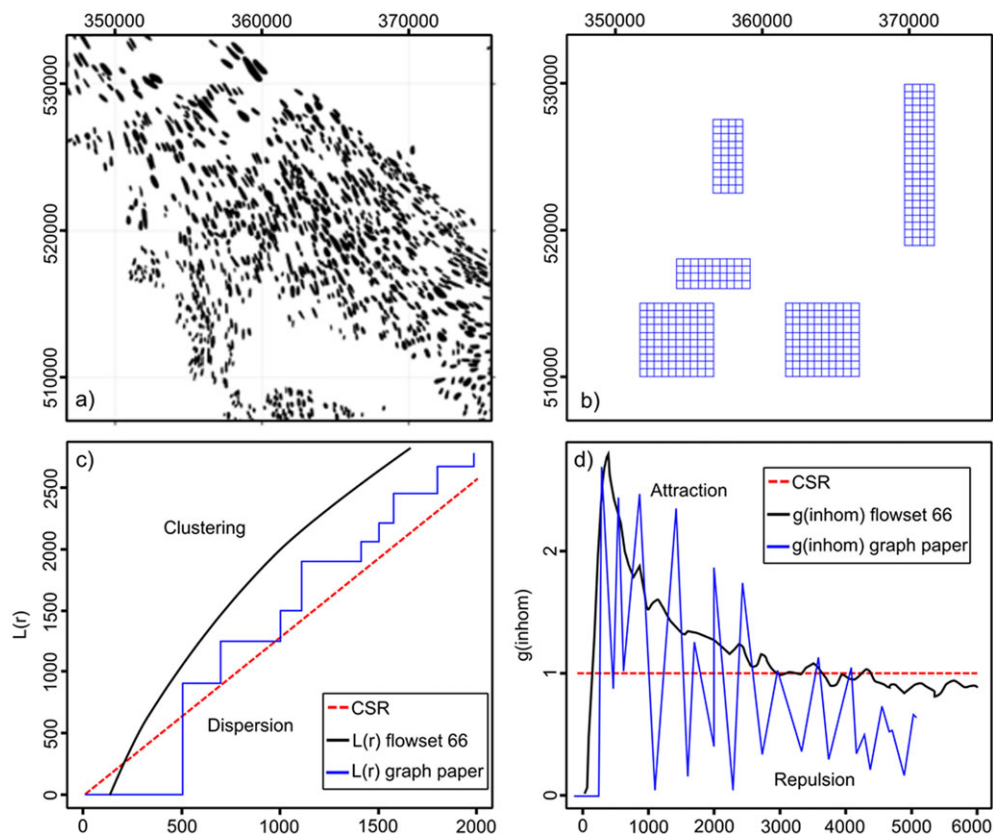 350000 360000 370000
350000 360000 370000
530000
520000
510000
a)
530000
520000
510000
b)
c)
Clustering
Dispersion
CSR
L(r) flowset 66
L(r) graph paper
L(r)
2500
2000
1500
1000
500
0
0 500 1000 1500 2000
d)
Attraction
CSR
g(inhom) flowset 66
g(inhom) graph paper
Repulsion
g(inhom)
2
1
0
0 1000 2000 3000 4000 5000 6000